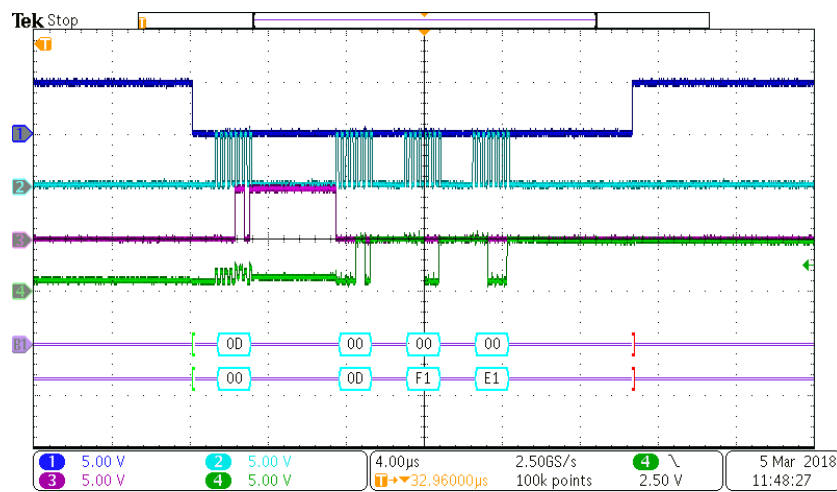 Tek Stop
T
T
1
2
3
4
B1
0D 00 00 00
00 0D F1 E1
1 5.00 V 2 5.00 V
3 5.00 V 4 5.00 V
4.00µs
T→▼32.96000µs
2.50GS/s
100k points
4 \
2.50 V
5 Mar 2018
11:48:27